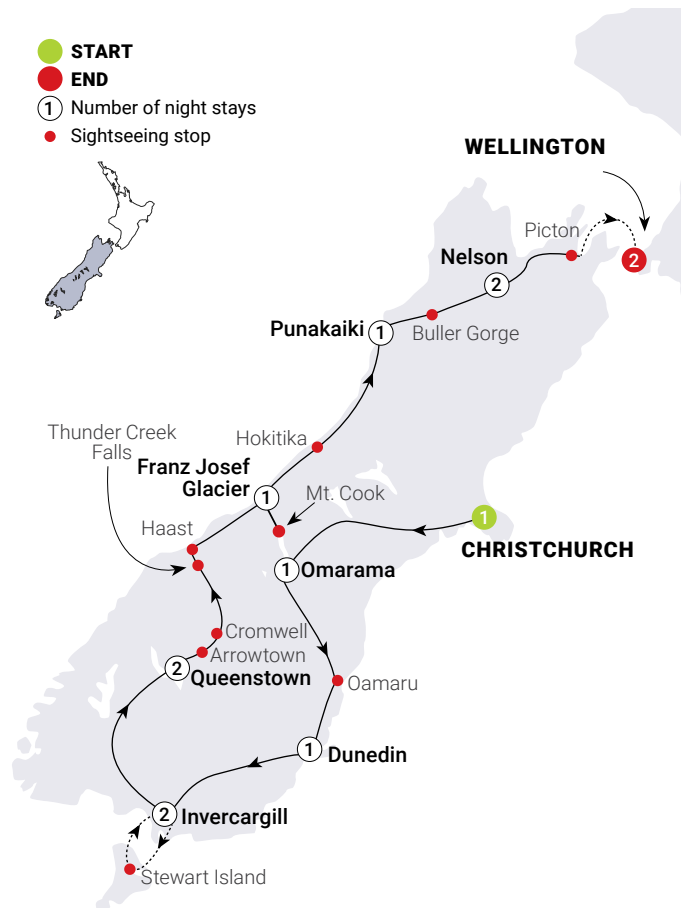 START
END
1 Number of night stays
Sightseeing stop
WELLINGTON
Picton
2
Nelson
2
Punakaiki
1
Buller Gorge
Hokitika
Thunder Creek
Falls
Franz Josef
Glacier
1
Mt. Cook
1
CHRISTCHURCH
Haast
1
Omarama
Cromwell
Arrowtown
2
Queenstown
Oamaru
1
Dunedin
2
Invercargill
Stewart Island